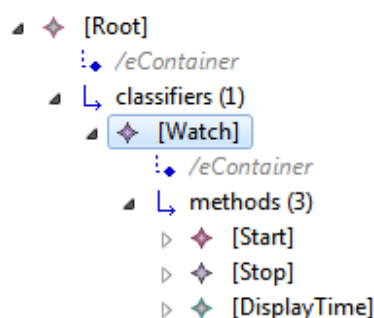 [Root]
/eContainer
classifiers (1)
[Watch]
/eContainer
methods (3)
[Start]
[Stop]
[DisplayTime]